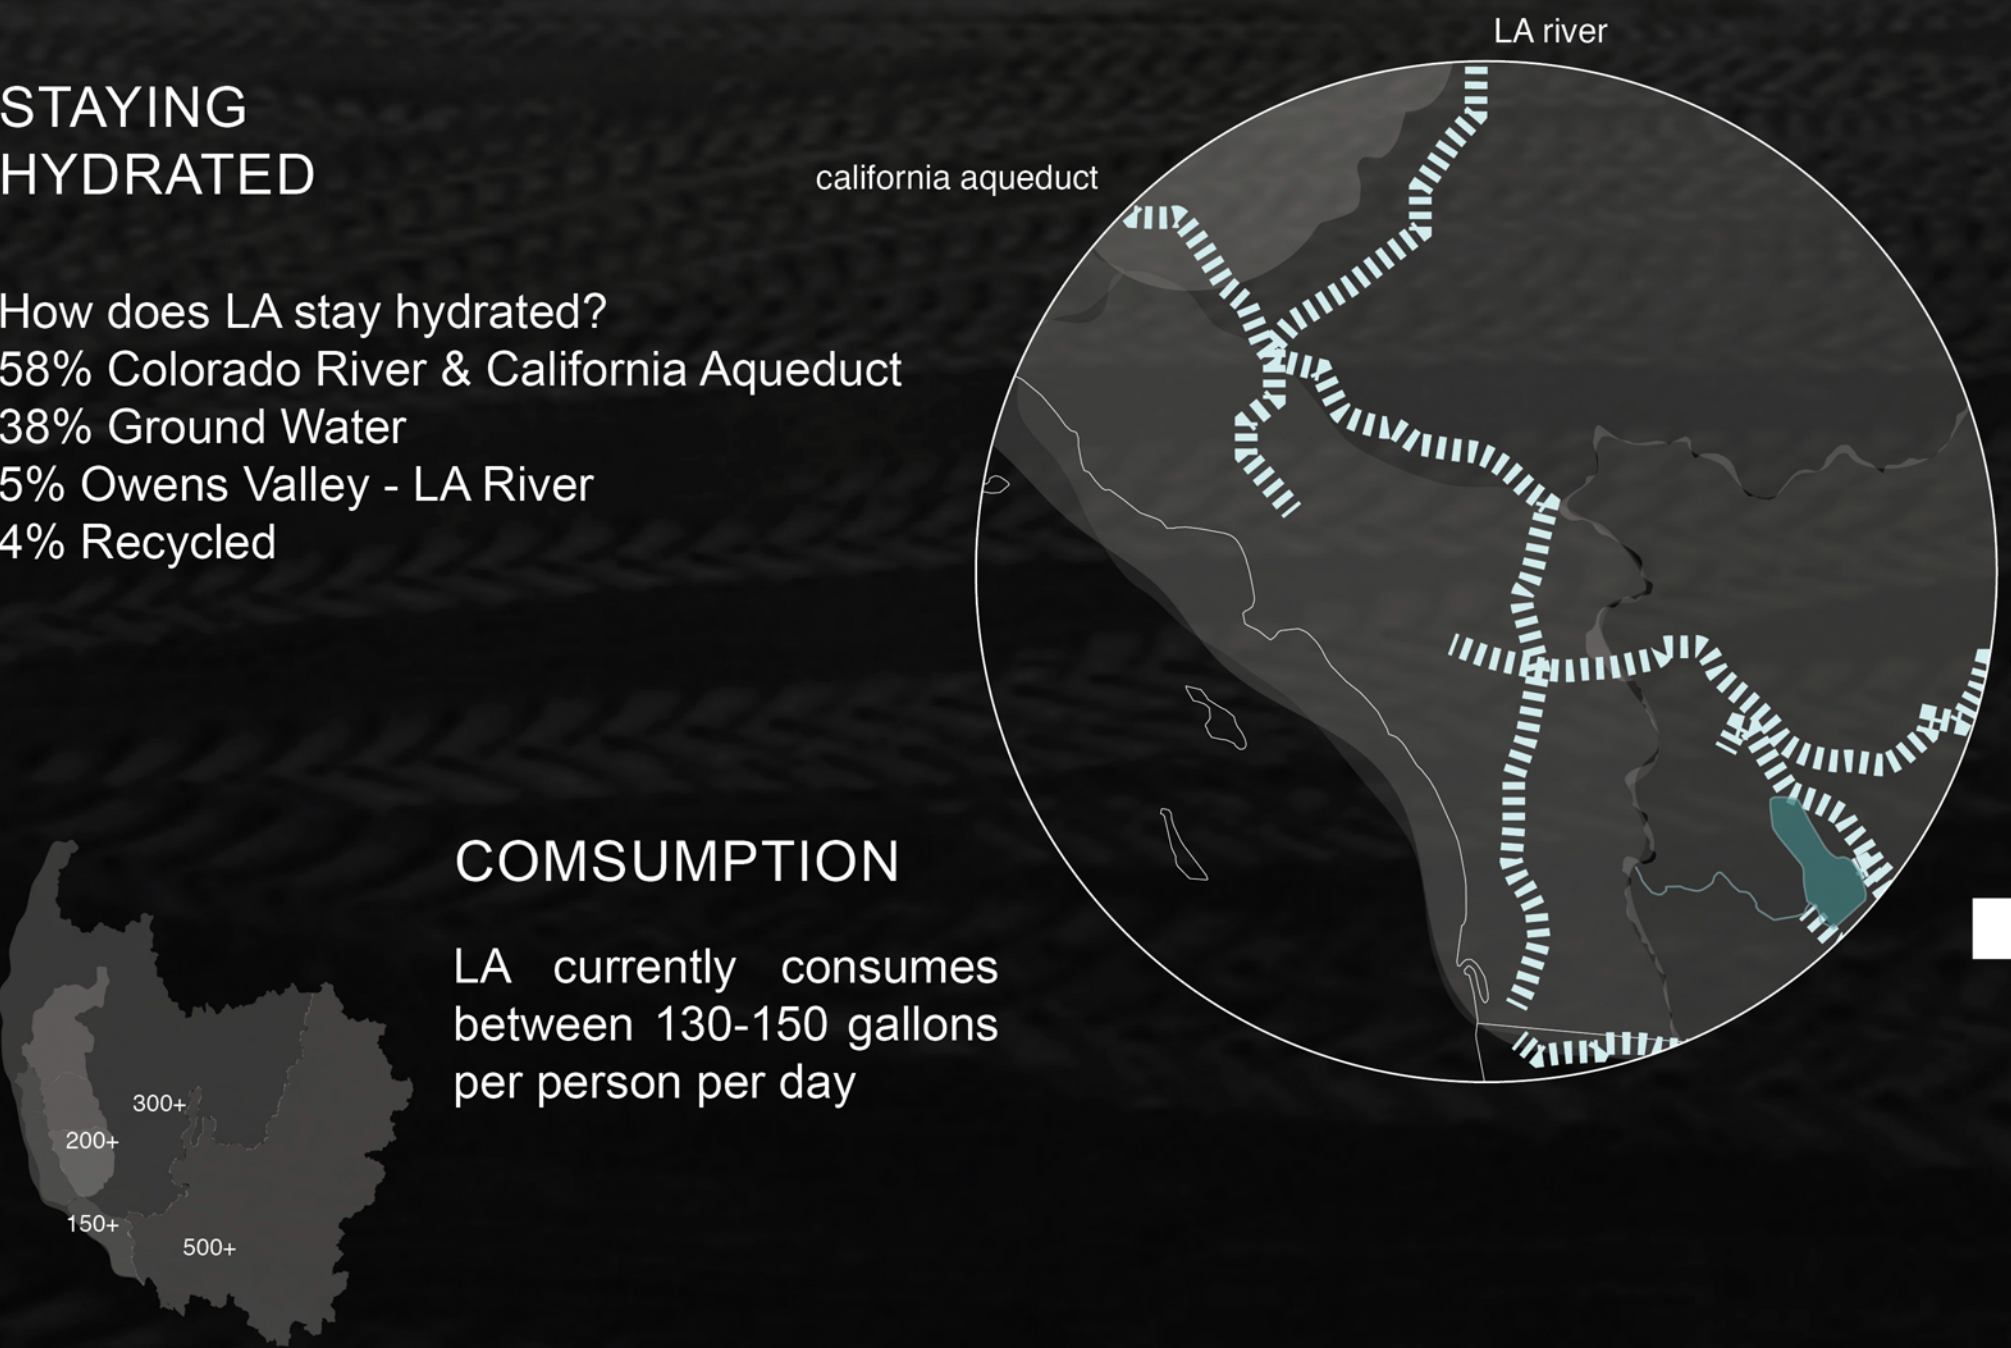 LA river
STAYING
HYDRATED
california aqueduct
How does LA stay hydrated?
58% Colorado River & California Aqueduct
38% Ground Water
5% Owens Valley - LA River
4% Recycled
COMSUMPTION
LA currently consumes
between 130-150 gallons
per person per day
300+
200+
150+
500+